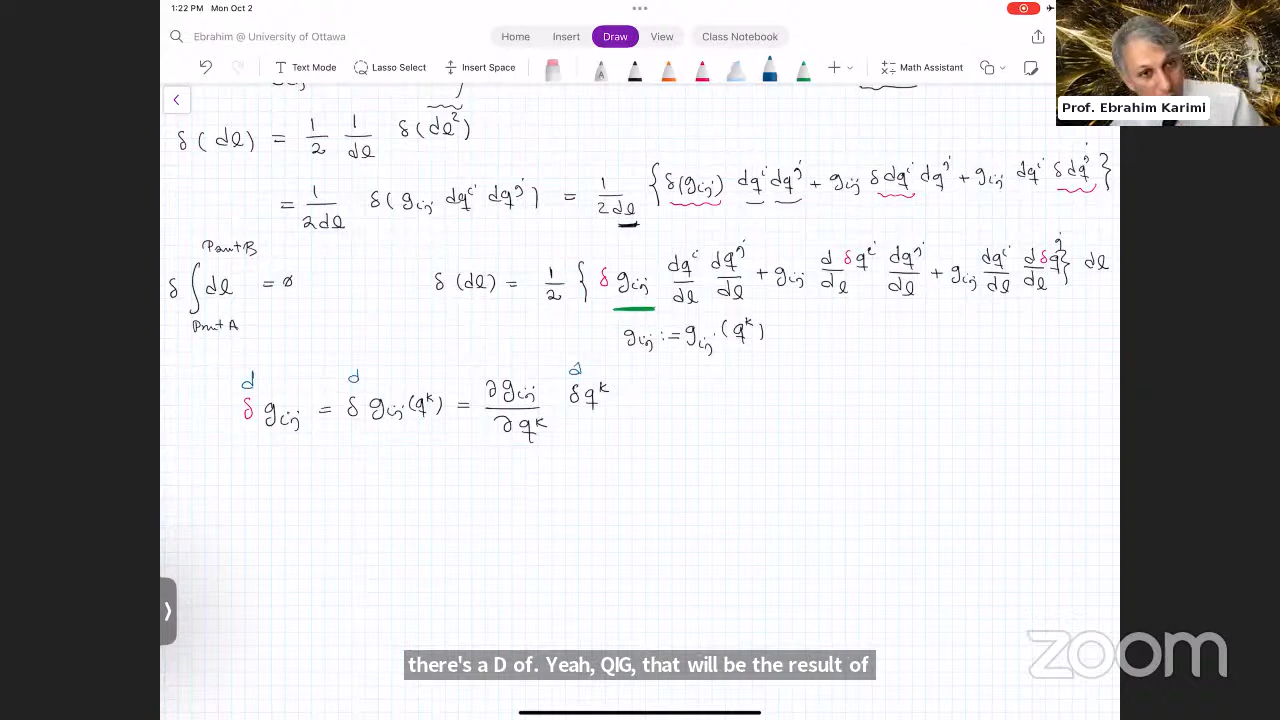 1:22 PM Mon Oct 2
Ebrahim @ University of Ottawa
Home Insert Draw View Class Notebook
Text Mode Lasso Select Insert Space Math Assistant
Prof. Ebrahim Karimi
δ(dl) = 1/2 1/dl δ(dl²)
= 1/2dl δ(g_ij dq^i dq^j) = 1/2dl {δ(g_ij) dq^i dq^j + g_ij δdq^i dq^j + g_ij dq^i δdq^j}
Point B
δ∫dl = ø δ(dl) = 1/2 {δ g_ij dq^i/dl dq^j/dl + g_ij d/dl δq^i dq^j/dl + g_ij dq^i/dl d/dl δq^j} dl
Point A
g_ij := g_ij(q^k)
d d d
δ g_ij = δ g_ij(q^k) = ∂g_ij/∂q^k δq^k
there's a D of. Yeah, QIG, that will be the result of
zoom